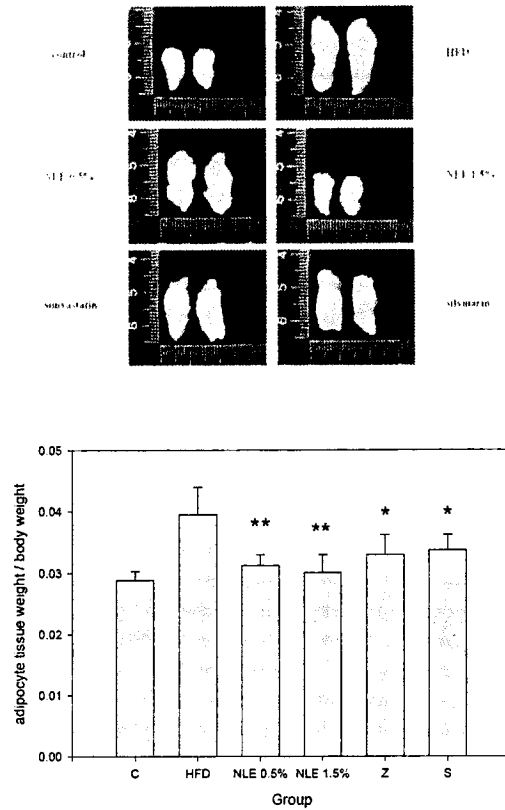 control
HFD
NLE 0.5%
NLE 1.5%
simvastatin
silymarin
0.05
0.04
0.03
0.02
0.01
0.00
adipocyte tissue weight / body weight
**
**
*
*
C HFD NLE 0.5% NLE 1.5% Z S
Group